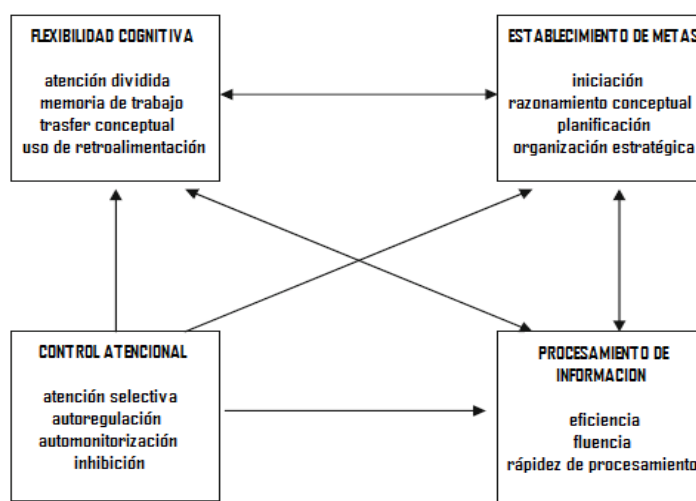 FLEXIBILIDAD COGNITIVA
atención dividida
memoria de trabajo
trasfer conceptual
uso de retroalimentación
ESTABLECIMIENTO DE METAS
iniciación
razonamiento conceptual
planificación
organización estratégica
CONTROL ATENCIONAL
atención selectiva
autoregulación
automonitorización
inhibición
PROCESAMIENTO DE
INFORMACION
eficiencia
fluencia
rápidez de procesamiento